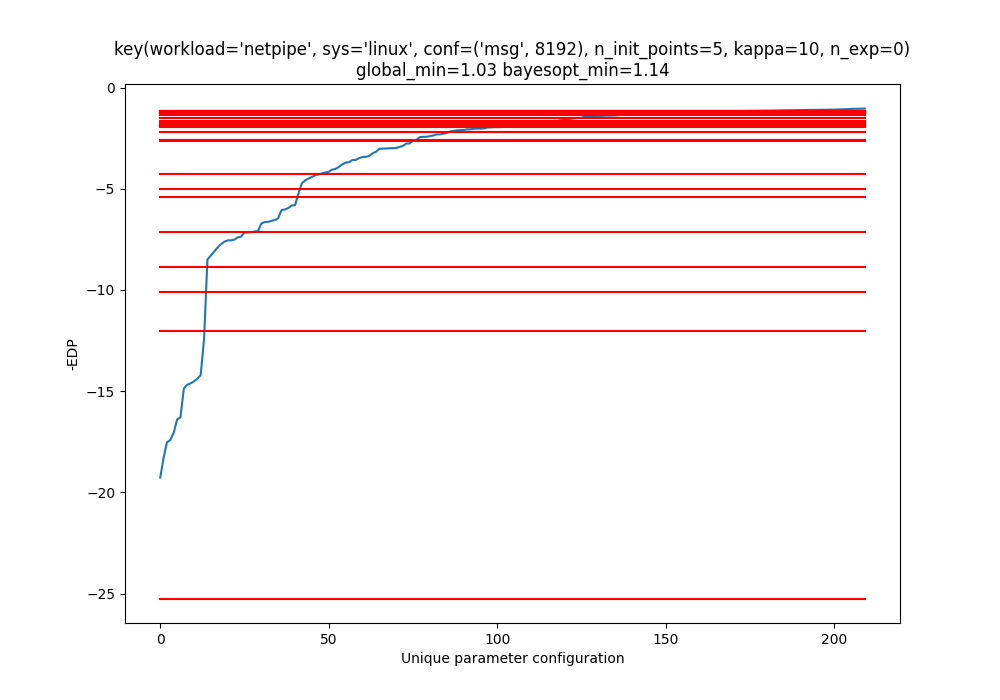 key(workload='netpipe', sys='linux', conf=('msg', 8192), n_init_points=5, kappa=10, n_exp=0)
global_min=1.03 bayesopt_min=1.14
0
−5
−10
−15
−20
−25
-EDP
0 50 100 150 200
Unique parameter configuration